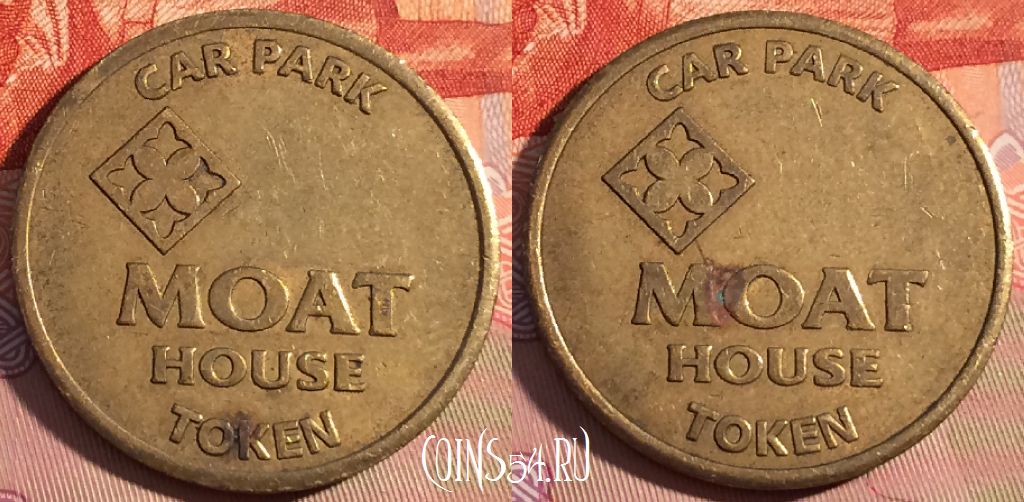 CAR PARK
MOAT
HOUSE
TOKEN
CAR PARK
MOAT
HOUSE
TOKEN
COINS54.RU